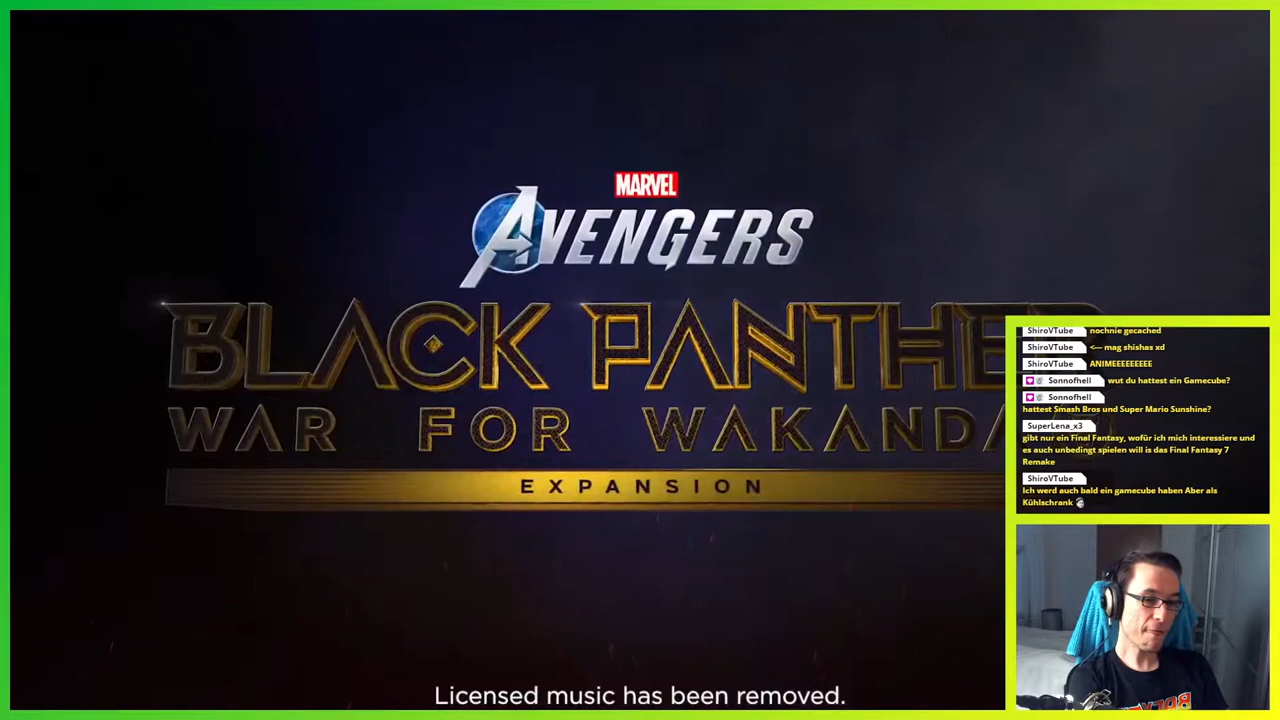 MARVEL
AVENGERS
BLACK PANTHER
WAR FOR WAKANDA
EXPANSION
Licensed music has been removed.
ShiroVTube nochnie gecached
ShiroVTube <--- mag shishas xd
ShiroVTube ANIMEEEEEEEEE
Sonnofhell wut du hattest ein Gamecube?
Sonnofhell
hattest Smash Bros und Super Mario Sunshine?
SuperLena_x3
gibt nur ein Final Fantasy, wofür ich mich interessiere und
es auch unbedingt spielen will is das Final Fantasy 7
Remake
ShiroVTube
Ich werd auch bald ein gamecube haben Aber als
Kühlschrank